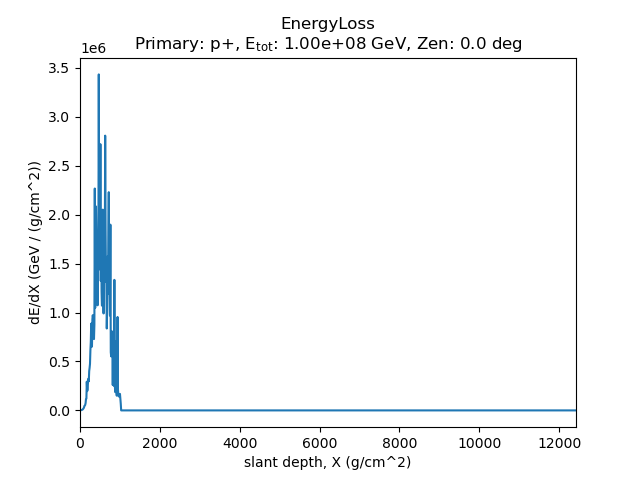 EnergyLoss
Primary: p+, E_tot: 1.00e+08 GeV, Zen: 0.0 deg
1e6
3.5
3.0
2.5
2.0
1.5
1.0
0.5
0.0
dE/dX (GeV / (g/cm^2))
0 2000 4000 6000 8000 10000 12000
slant depth, X (g/cm^2)